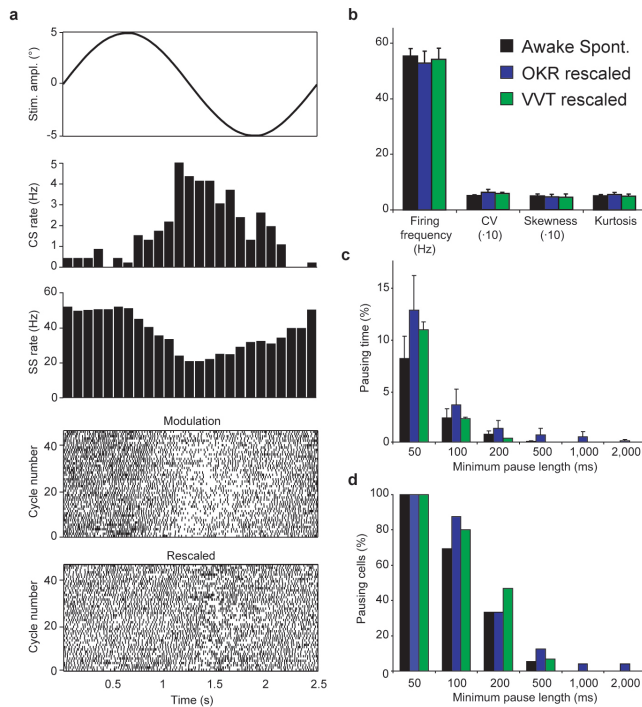 a
Stim. ampl. (°)
5
0
-5
CS rate (Hz)
5
4
3
2
1
0
SS rate (Hz)
60
40
20
0
Modulation
Cycle number
40
20
0
Rescaled
Cycle number
40
20
0
0.5
1
1.5
2
2.5
Time (s)
b
60
40
20
0
Awake Spont.
OKR rescaled
VVT rescaled
Firing
frequency
(Hz)
CV
(·10)
Skewness
(·10)
Kurtosis
c
Pausing time (%)
15
10
5
0
50
100
200
500
1,000
2,000
Minimum pause length (ms)
d
Pausing cells (%)
100
80
60
40
20
0
50
100
200
500
1,000
2,000
Minimum pause length (ms)